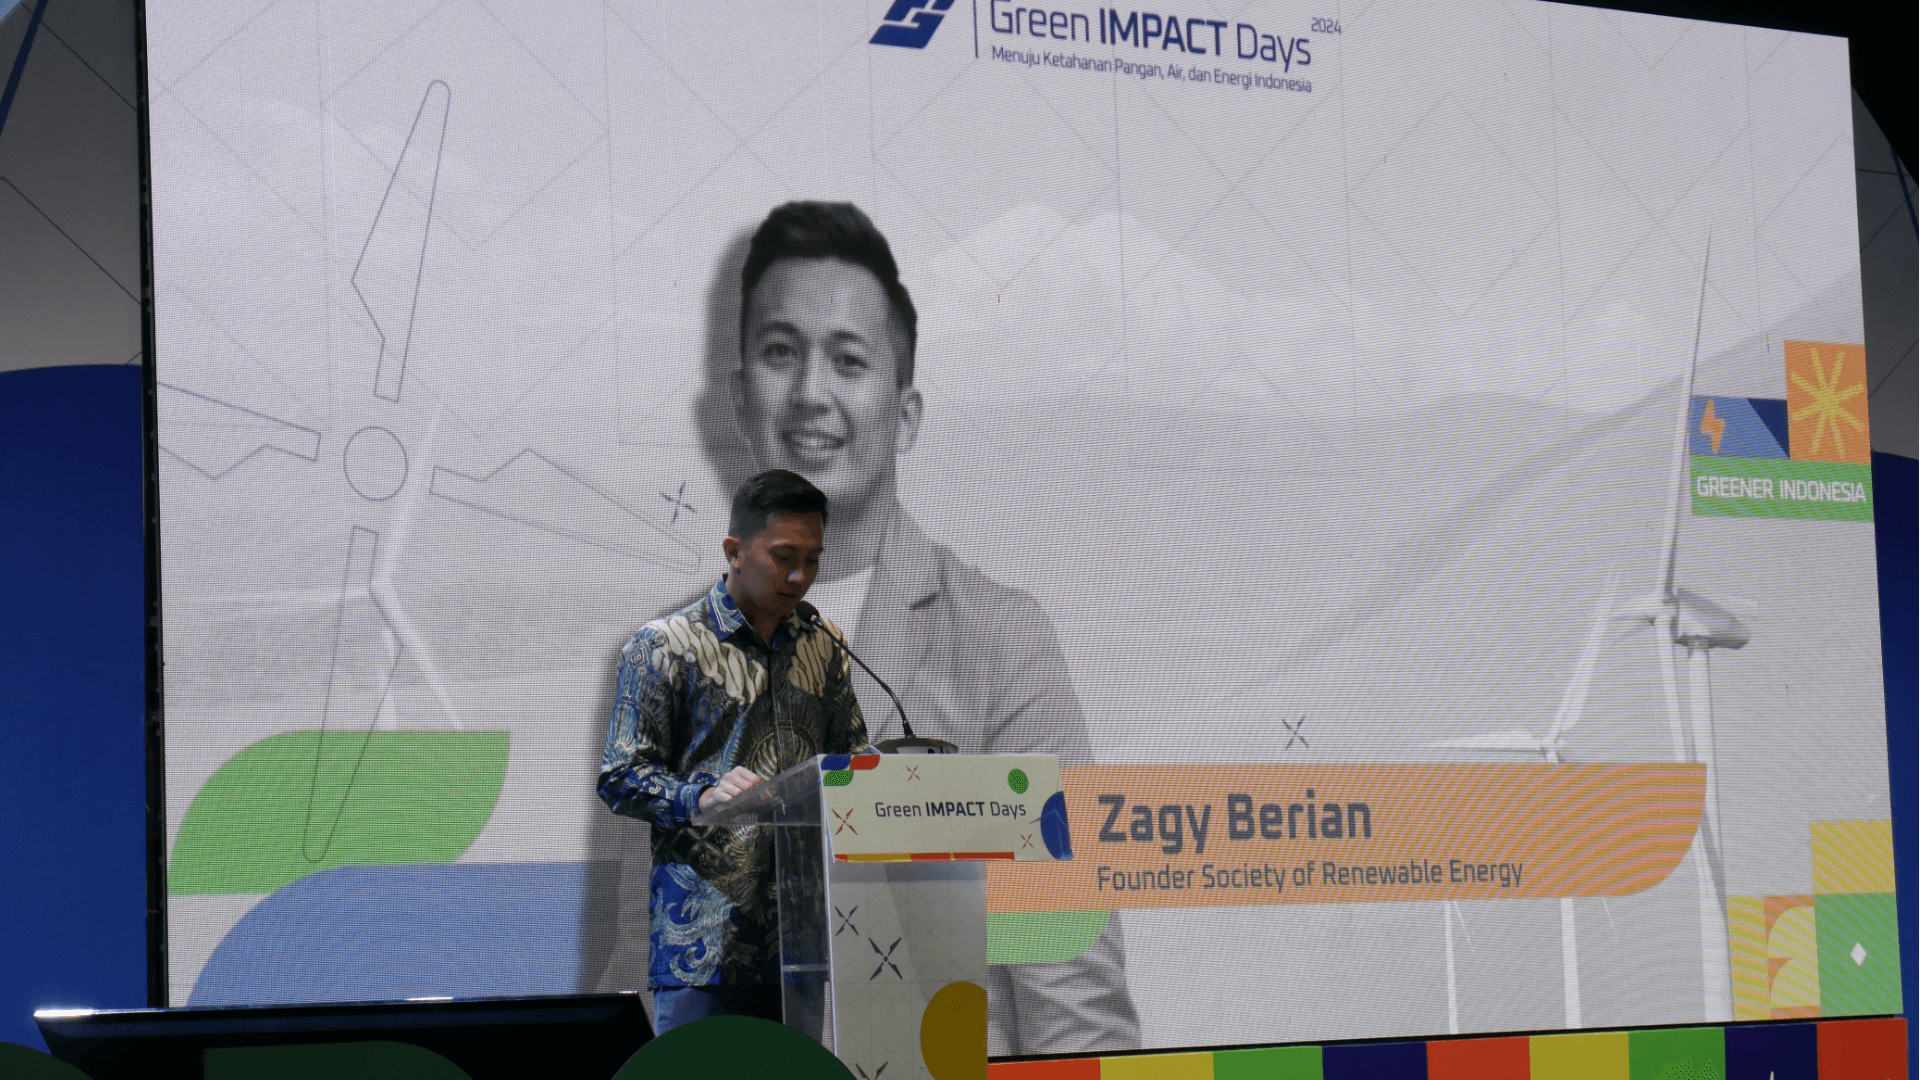 Green IMPACT Days 2024
Menuju Ketahanan Pangan, Air, dan Energi Indonesia
GREENER INDONESIA
Green IMPACT Days
Zagy Berian
Founder Society of Renewable Energy